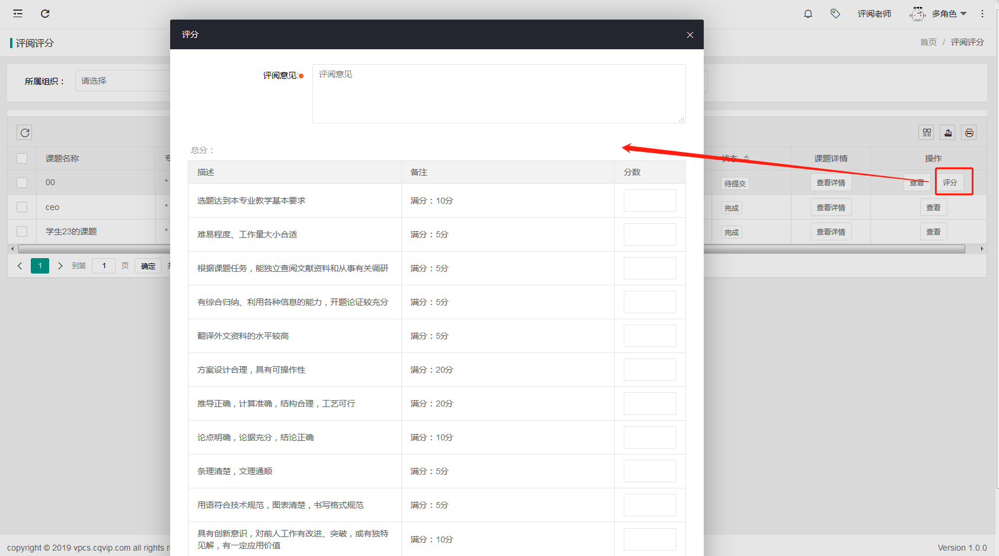 评阅老师
多角色
评分
评阅评分
首页 / 评阅评分
所属组织：
请选择
评阅意见:
评阅意见
总分：
课题名称
专
状态
课题详情
操作
00
*
待提交
查看详情
查看
评分
ceo
*
完成
查看详情
查看
学生23的课题
*
完成
查看详情
查看
1
到第
1
页
确定
描述
备注
分数
选题达到本专业教学基本要求
满分：10分
难易程度、工作量大小合适
满分：5分
根据课题任务，能独立查阅文献资料和从事有关调研
满分：5分
有综合归纳、利用各种信息的能力，开题论证较充分
满分：5分
翻译外文资料的水平较高
满分：5分
方案设计合理，具有可操作性
满分：20分
推导正确，计算准确，结构合理，工艺可行
满分：20分
论点明确，论据充分，结论正确
满分：10分
条理清楚，文理通顺
满分：5分
用语符合技术规范，图表清楚，书写格式规范
满分：5分
具有创新意识，对前人工作有改进、突破，或有独特
见解，有一定应用价值
满分：10分
copyright © 2019 vpcs.cqvip.com all rights
Version 1.0.0